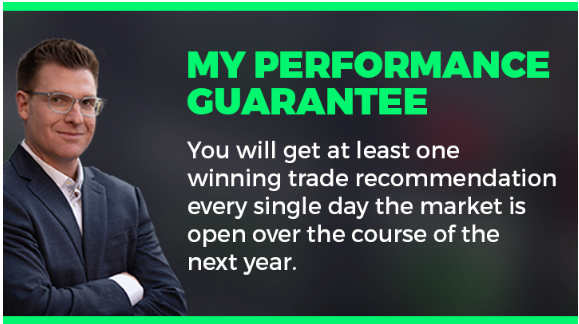 MY PERFORMANCE
GUARANTEE
You will get at least one
winning trade recommendation
every single day the market is
open over the course of the
next year.